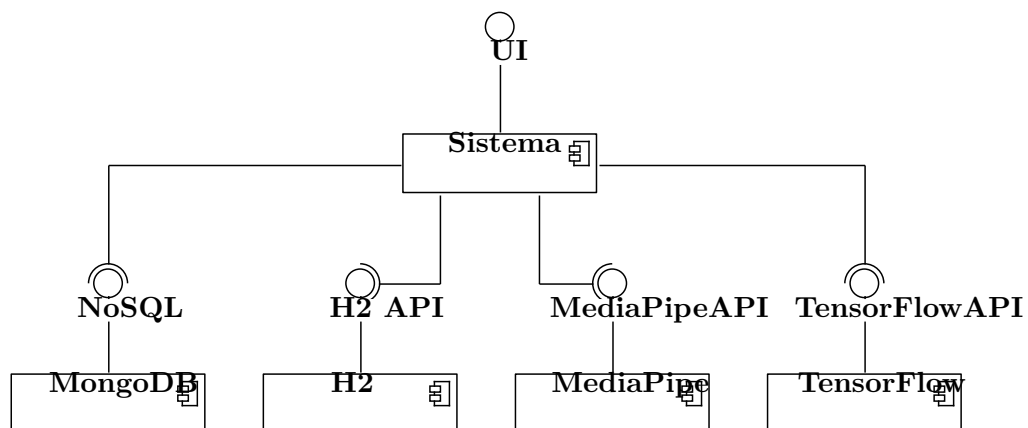 UI
Sistema
NoSQL
H2 API
MediaPipeAPI
TensorFlowAPI
MongoDB
H2
MediaPipe
TensorFlow